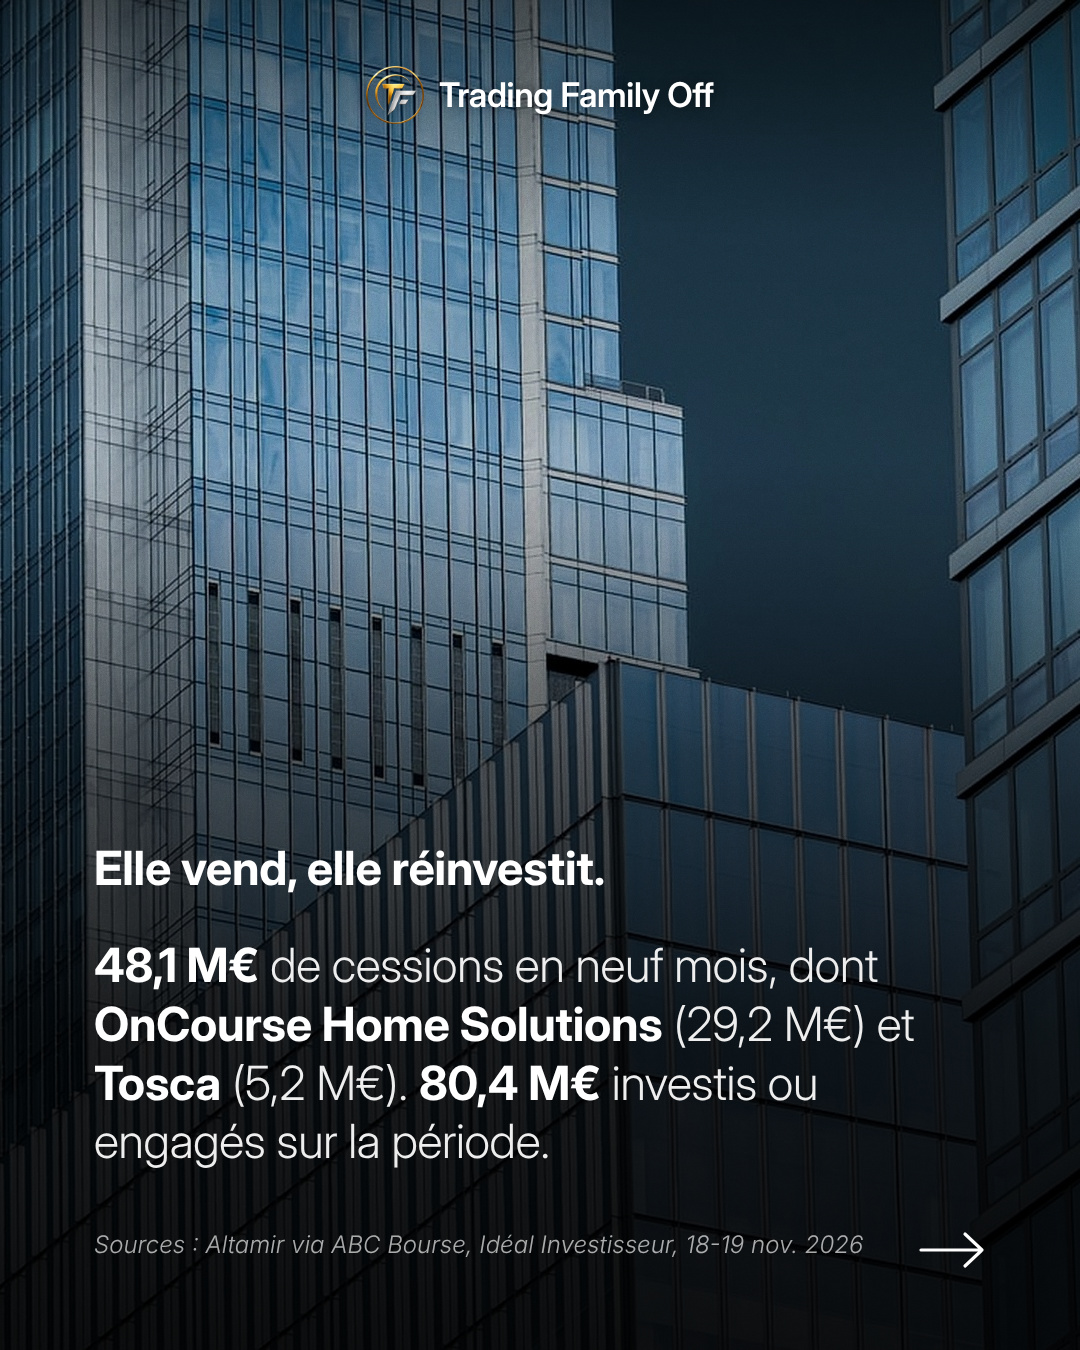 TF Trading Family Off
Elle vend, elle réinvestit.
48,1 M€ de cessions en neuf mois, dont
OnCourse Home Solutions (29,2 M€) et
Tosca (5,2 M€). 80,4 M€ investis ou
engagés sur la période.
Sources : Altamir via ABC Bourse, Idéal Investisseur, 18-19 nov. 2026